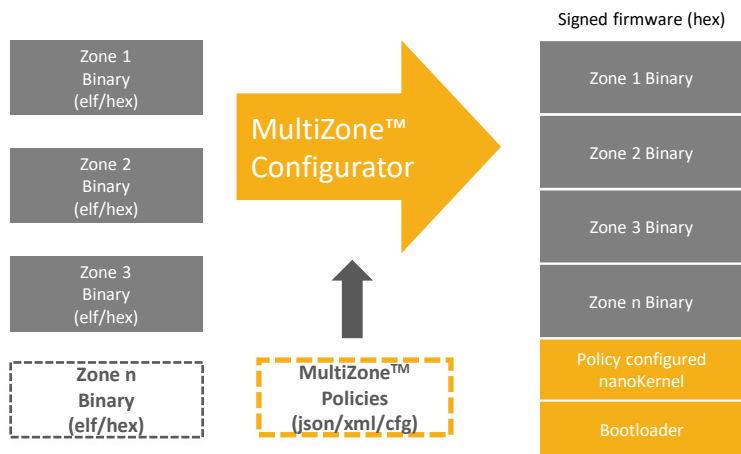 Zone 1
Binary
(elf/hex)
Zone 2
Binary
(elf/hex)
Zone 3
Binary
(elf/hex)
Zone n
Binary
(elf/hex)
MultiZone™
Configurator
MultiZone™
Policies
(json/xml/cfg)
Signed firmware (hex)
Zone 1 Binary
Zone 2 Binary
Zone 3 Binary
Zone n Binary
Policy configured
nanoKernel
Bootloader